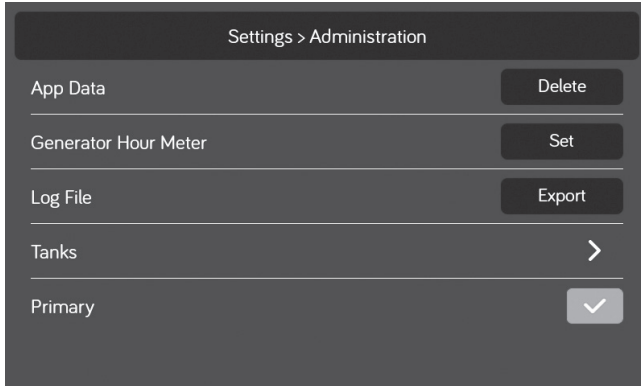 Settings > Administration
App Data Delete
Generator Hour Meter Set
Log File Export
Tanks
Primary